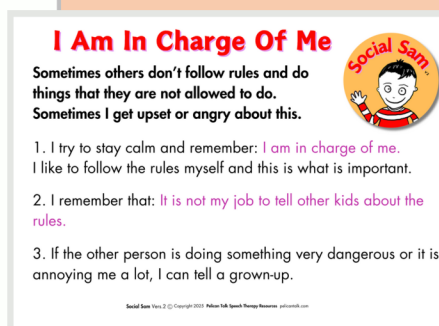 I Am In Charge Of Me
Social Sam
Sometimes others don't follow rules and do
things that they are not allowed to do.
Sometimes I get upset or angry about this.
1. I try to stay calm and remember: I am in charge of me.
I like to follow the rules myself and this is what is important.
2. I remember that: It is not my job to tell other kids about the
rules.
3. If the other person is doing something very dangerous or it is
annoying me a lot, I can tell a grown-up.
Social Sam Vers.2 © Copyright 2023 Pelican Talk Speech Therapy Resources pelicantalk.com